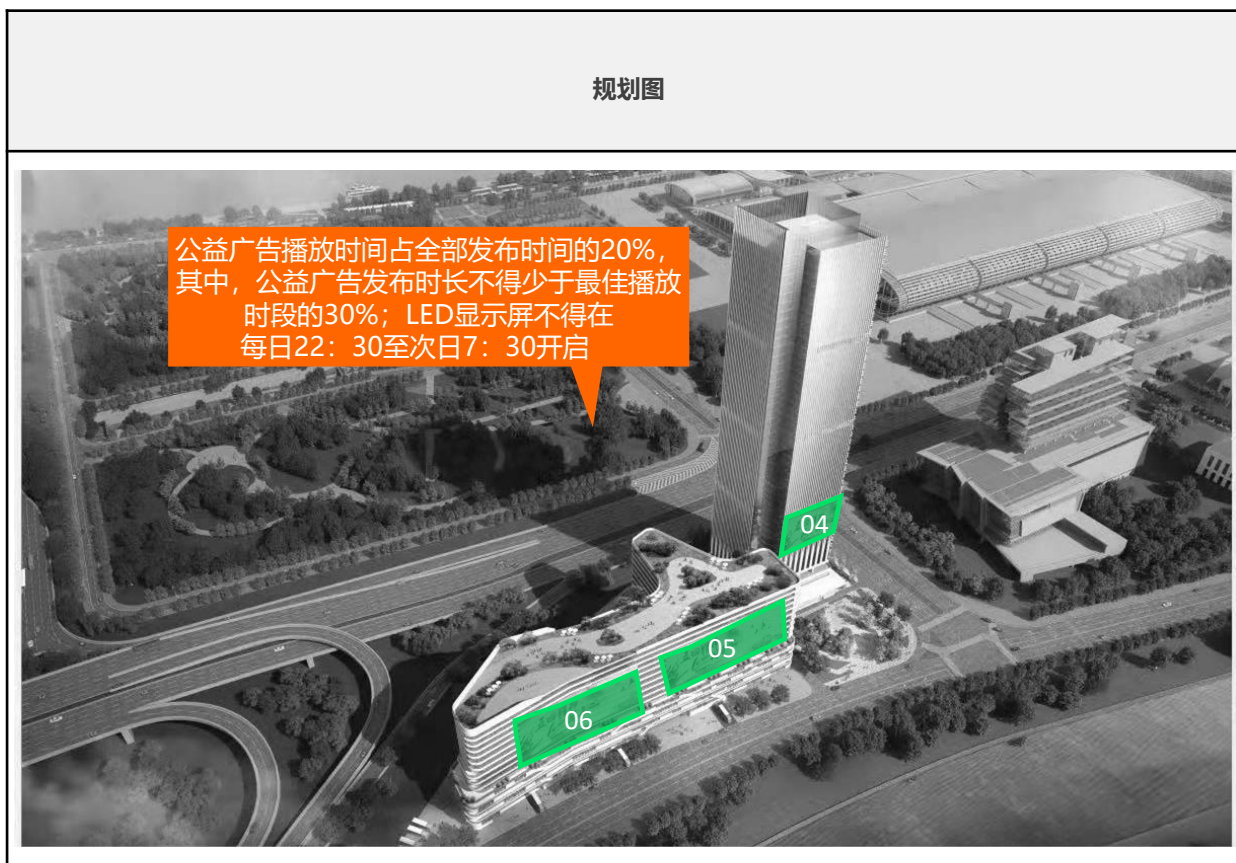 规划图
公益广告播放时间占全部发布时间的20%，
其中，公益广告发布时长不得少于最佳播放
时段的30%；LED显示屏不得在
每日22：30至次日7：30开启
04
05
06